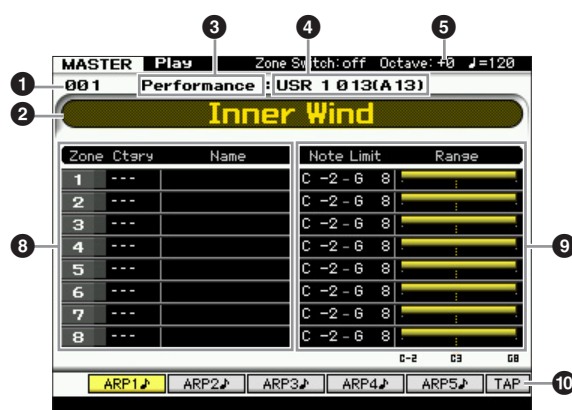 3 4 5
MASTER Play Zone Switch:off Octave:+0 ♩=120
1 001 Performance : USR 1 013(A13)
2 Inner Wind
Zone Ctgry Name Note Limit Range
1 --- C -2 - G 8
2 --- C -2 - G 8
3 --- C -2 - G 8
8 4 --- C -2 - G 8 9
5 --- C -2 - G 8
6 --- C -2 - G 8
7 --- C -2 - G 8
8 --- C -2 - G 8
C-2 C3 G8
ARP1♪ ARP2♪ ARP3♪ ARP4♪ ARP5♪ TAP 10